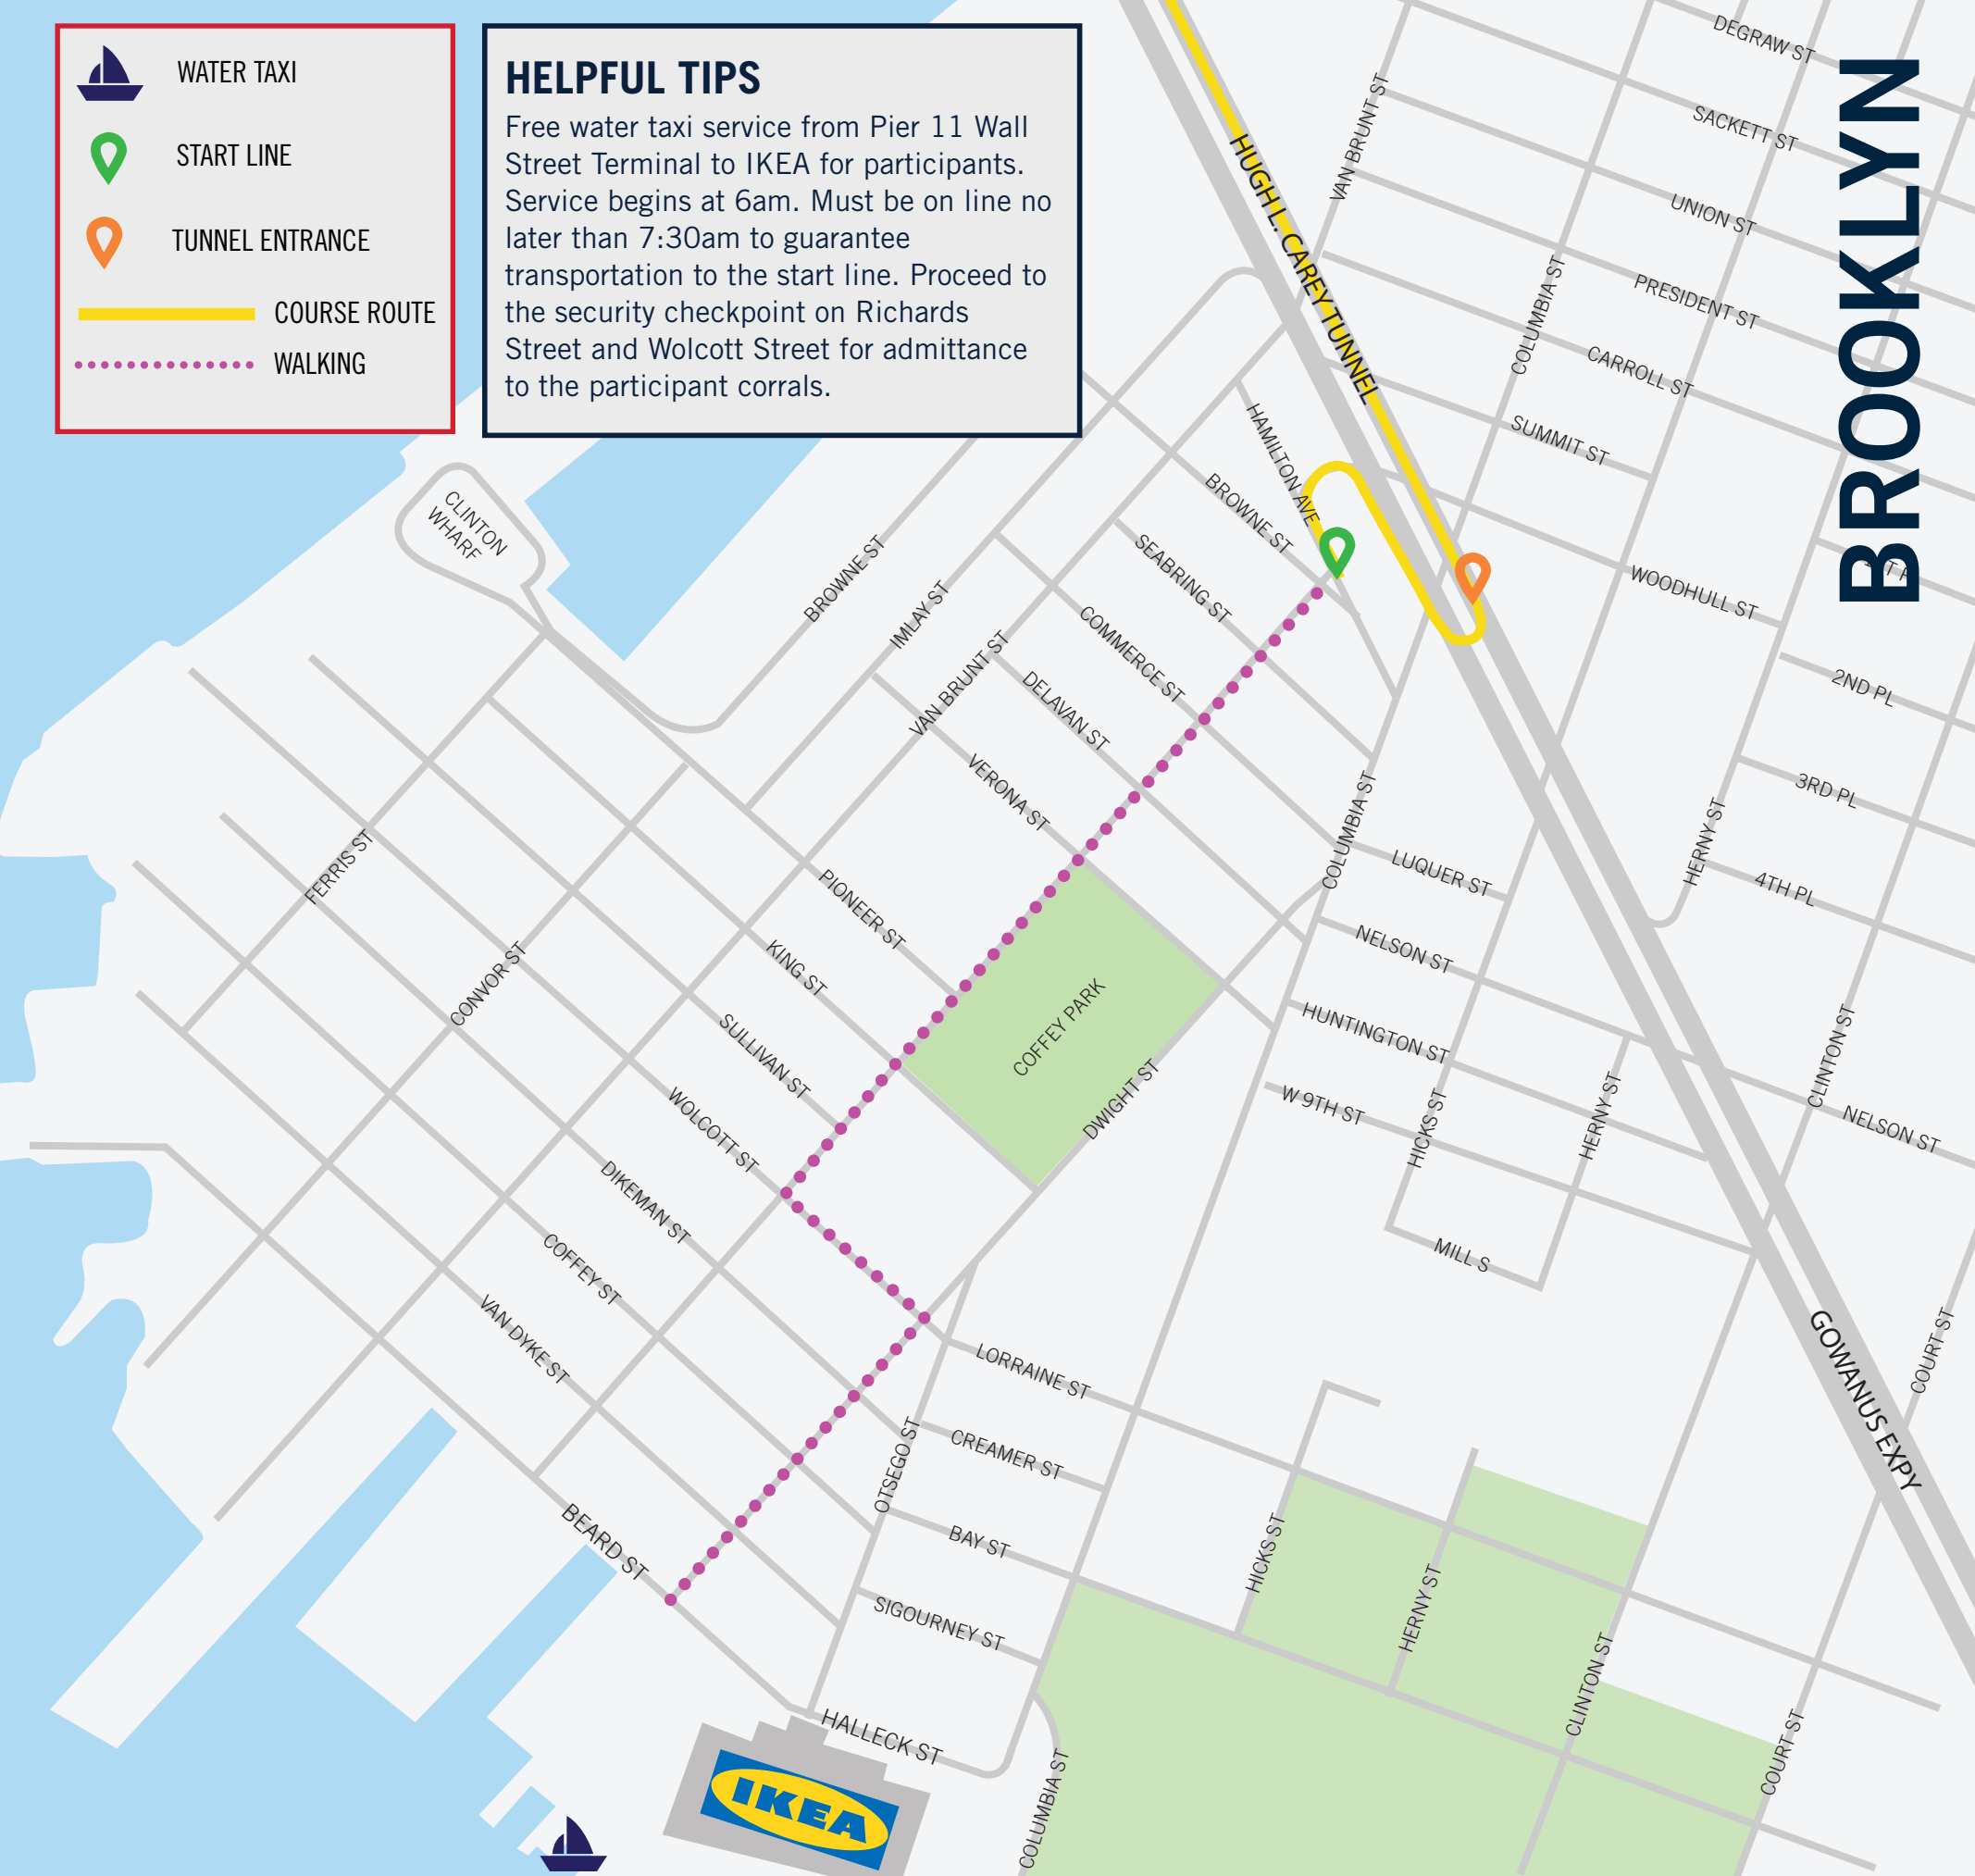 WATER TAXI
START LINE
TUNNEL ENTRANCE
COURSE ROUTE
WALKING
HELPFUL TIPS
Free water taxi service from Pier 11 Wall
Street Terminal to IKEA for participants.
Service begins at 6am. Must be on line no
later than 7:30am to guarantee
transportation to the start line. Proceed to
the security checkpoint on Richards
Street and Wolcott Street for admittance
to the participant corrals.
BROOKLYN
DEGRAW ST
SACKETT ST
UNION ST
PRESIDENT ST
CARROLL ST
SUMMIT ST
WOODHULL ST
2ND PL
3RD PL
4TH PL
VAN BRUNT ST
HUGH L. CAREY TUNNEL
COLUMBIA ST
HAMILTON AVE
BROWNE ST
SEABRING ST
COMMERCE ST
DELAVAN ST
VERONA ST
PIONEER ST
KING ST
SULLIVAN ST
WOLCOTT ST
DIKEMAN ST
COFFEY ST
VAN DYKE ST
BEARD ST
HALLECK ST
CLINTON
WHARF
BROWNE ST
IMLAY ST
VAN BRUNT ST
FERRIS ST
CONVOR ST
COFFEY PARK
DWIGHT ST
COLUMBIA ST
HERNY ST
LUQUER ST
NELSON ST
HUNTINGTON ST
W 9TH ST
HICKS ST
HERNY ST
MILL S
CLINTON ST
NELSON ST
GOWANUS EXPY
COURT ST
LORRAINE ST
CREAMER ST
OTSEGO ST
BAY ST
SIGOURNEY ST
HICKS ST
HERNY ST
CLINTON ST
COURT ST
COLUMBIA ST
IKEA